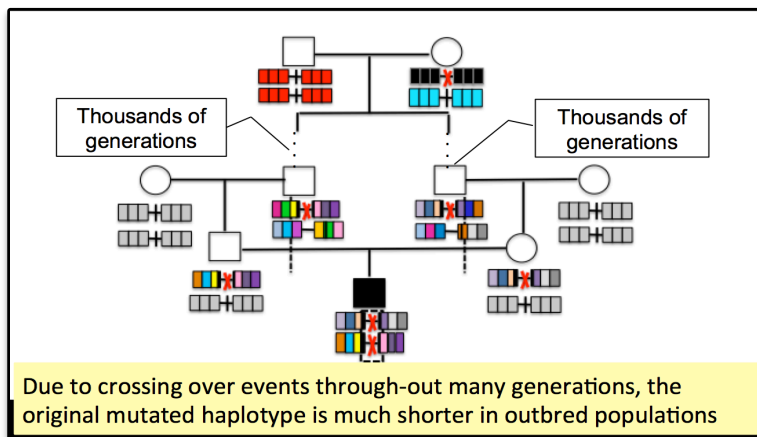 Thousands of
generations
Thousands of
generations
Due to crossing over events through-out many generations, the
original mutated haplotype is much shorter in outbred populations